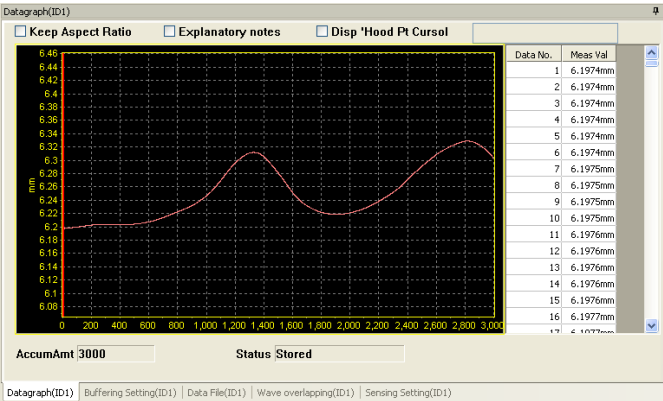 Datagraph(ID1)
Keep Aspect Ratio Explanatory notes Disp 'Hood Pt Cursol
6.46
6.44
6.42
6.4
6.38
6.36
6.34
6.32
6.3
6.28
6.26
6.24
6.22
6.2
6.18
6.16
6.14
6.12
6.1
6.08
mm
0 200 400 600 800 1,000 1,200 1,400 1,600 1,800 2,000 2,200 2,400 2,600 2,800 3,000
Data No. Meas Val
1 6.1974mm
2 6.1974mm
3 6.1974mm
4 6.1974mm
5 6.1974mm
6 6.1974mm
7 6.1975mm
8 6.1975mm
9 6.1975mm
10 6.1975mm
11 6.1976mm
12 6.1976mm
13 6.1976mm
14 6.1976mm
15 6.1976mm
16 6.1977mm
17 6.1977mm
AccumAmt 3000 Status Stored
Datagraph(ID1) Buffering Setting(ID1) Data File(ID1) Wave overlapping(ID1) Sensing Setting(ID1)